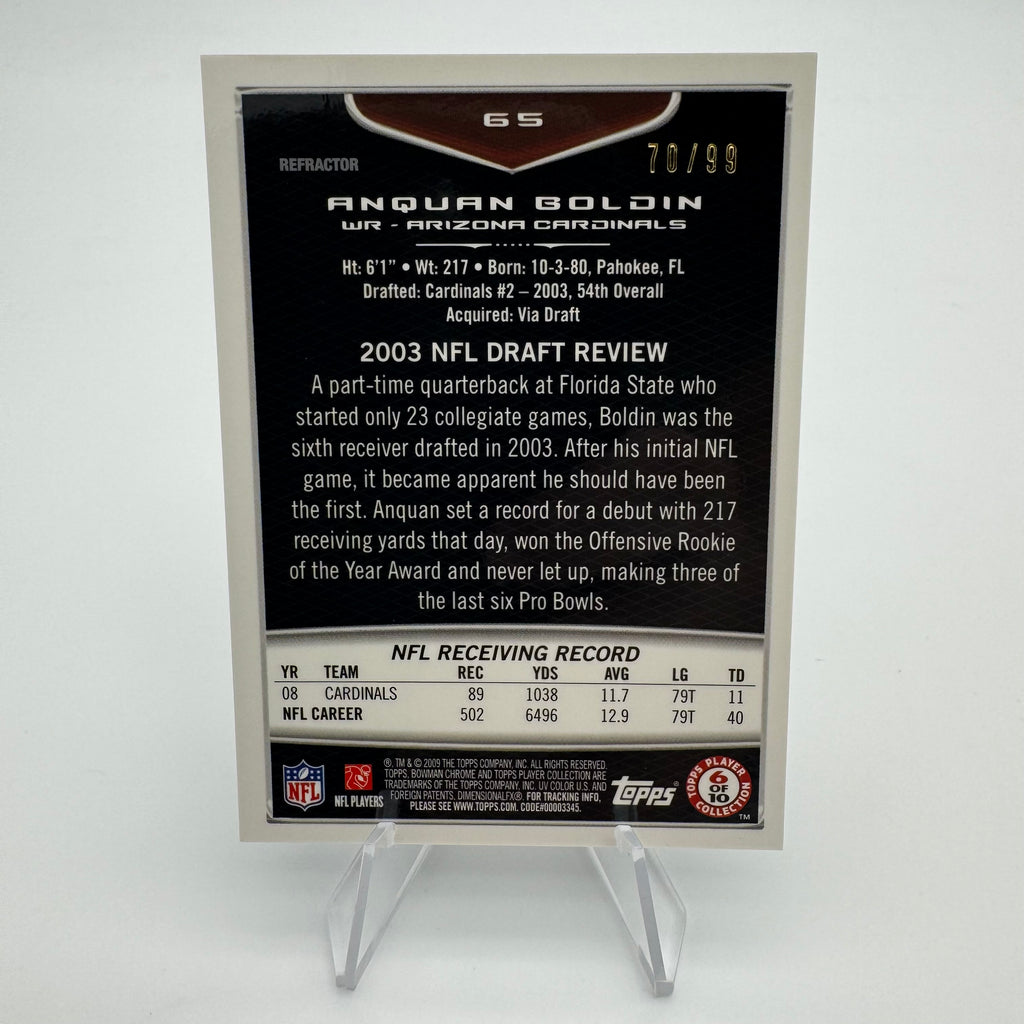 65
REFRACTOR
70/99
ANQUAN BOLDIN
WR - ARIZONA CARDINALS
Ht: 6'1" • Wt: 217 • Born: 10-3-80, Pahokee, FL
Drafted: Cardinals #2 – 2003, 54th Overall
Acquired: Via Draft
2003 NFL DRAFT REVIEW
A part-time quarterback at Florida State who
started only 23 collegiate games, Boldin was the
sixth receiver drafted in 2003. After his initial NFL
game, it became apparent he should have been
the first. Anquan set a record for a debut with 217
receiving yards that day, won the Offensive Rookie
of the Year Award and never let up, making three of
the last six Pro Bowls.
NFL RECEIVING RECORD
YR TEAM REC YDS AVG LG TD
08 CARDINALS 89 1038 11.7 79T 11
NFL CAREER 502 6496 12.9 79T 40
NFL
NFL PLAYERS
®, TM & © 2009 THE TOPPS COMPANY, INC. ALL RIGHTS RESERVED.
TOPPS, BOWMAN CHROME AND TOPPS PLAYER COLLECTION ARE
TRADEMARKS OF THE TOPPS COMPANY, INC. UV COLOR U.S. AND
FOREIGN PATENTS, DIMENSIONALFX®. FOR TRACKING INFO,
PLEASE SEE WWW.TOPPS.COM. CODE#00003345.
Topps®
TOPPS PLAYER COLLECTION
6
OF
10
TM